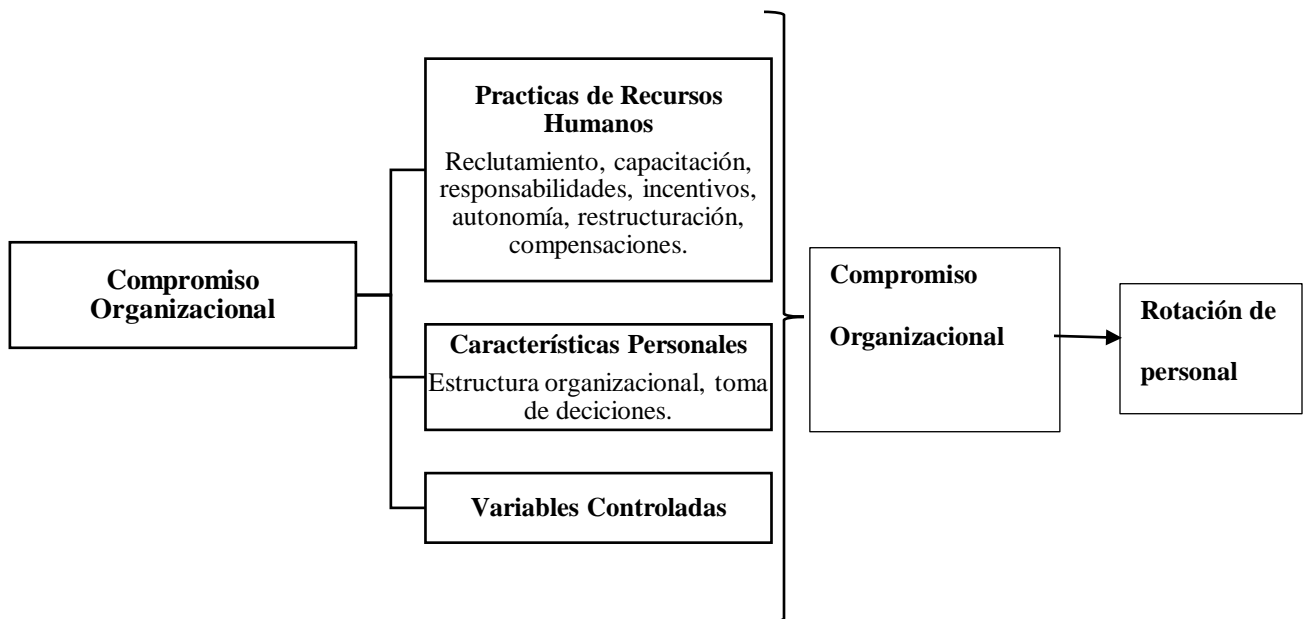 Compromiso
Organizacional
Practicas de Recursos
Humanos
Reclutamiento, capacitación,
responsabilidades, incentivos,
autonomía, restructuración,
compensaciones.
Característícas Personales
Estructura organizacional, toma
de deciciones.
Variables Controladas
Compromiso
Organizacional
Rotación de
personal